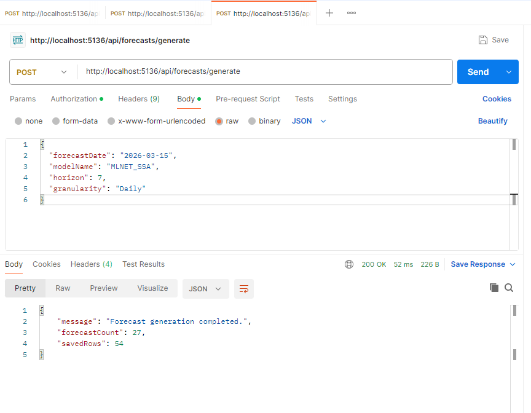 POST http://localhost:5136/ap POST http://localhost:5136/ap POST http://localhost:5136/ap
http://localhost:5136/api/forecasts/generate Save
POST http://localhost:5136/api/forecasts/generate Send
Params Authorization Headers (9) Body Pre-request Script Tests Settings Cookies
none form-data x-www-form-urlencoded raw binary JSON Beautify
1 {
2 "forecastDate": "2026-03-15",
3 "modelName": "MLNET_SSA",
4 "horizon": 7,
5 "granularity": "Daily"
6 }
Body Cookies Headers (4) Test Results 200 OK 52 ms 226 B Save Response
Pretty Raw Preview Visualize JSON
1 {
2 "message": "Forecast generation completed.",
3 "forecastCount": 27,
4 "savedRows": 54
5 }